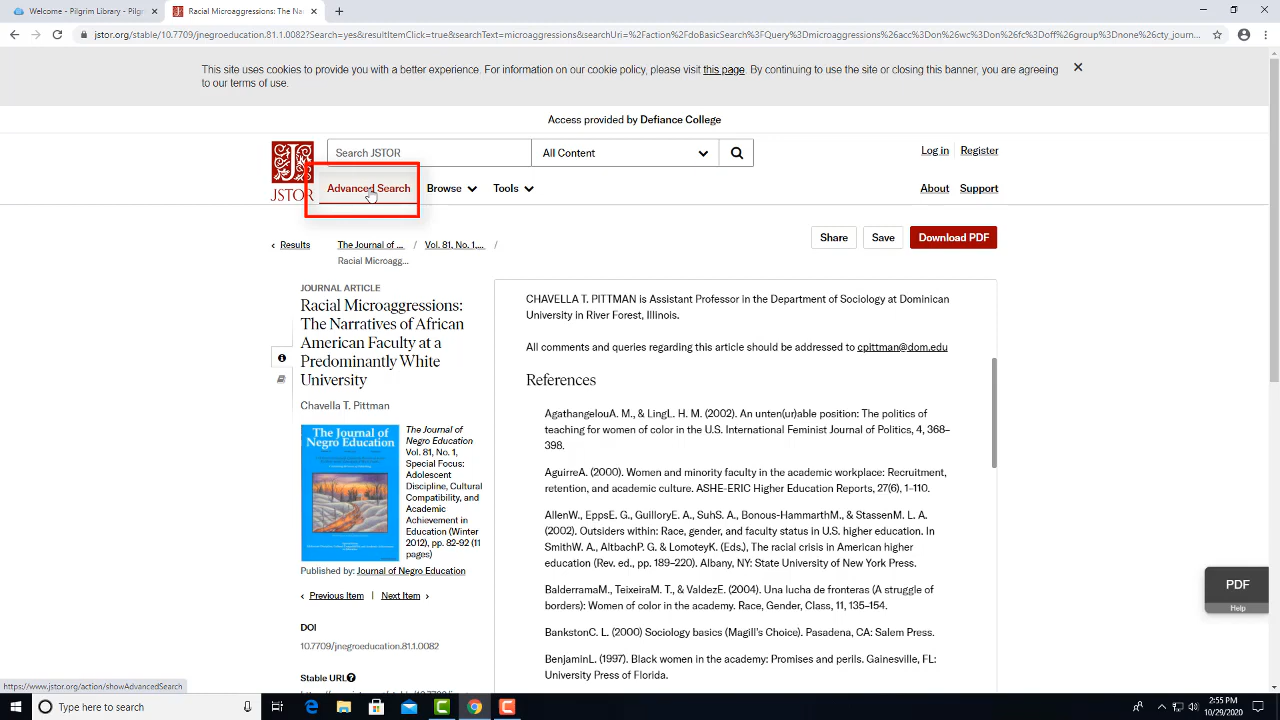 Welcome - Pilgrim Library - Pilgr
Racial Microaggressions: The Na
jstor.org/stable/10.7709/jnegroeducation.81.1.0082?Search=yes&resultItemClick=true&searchText=microaggressions&searchUri=%2Faction%2FdoBasicSearch%3FQuery%3Dmicroaggressions%26acc%3Don%26wc%3Don%26fc%3Doff%26group%3Dnone%26cty_journ...
This site uses cookies to provide you with a better experience. For information on our cookie policy, please visit this page. By continuing to use the site or closing this banner, you are agreeing
to our terms of use.
Access provided by Defiance College
Search JSTOR
All Content
Log in
Register
JSTOR
Advanced Search
Browse
Tools
About
Support
Results
The Journal of ...
/
Vol. 81, No. 1,...
/
Racial Microagg...
Share
Save
Download PDF
JOURNAL ARTICLE
Racial Microaggressions:
The Narratives of African
American Faculty at a
Predominantly White
University
Chavella T. Pittman
The Journal of
Negro Education
The Journal of
Negro Education
Vol. 81, No. 1,
Special Focus:
Adolescent
Discipline, Cultural
Compatibility, and
Academic
Achievement in
Education (Winter
2012), pp. 82-92 (11
pages)
Published by: Journal of Negro Education
Previous Item | Next Item
DOI
10.7709/jnegroeducation.81.1.0082
Stable URL
CHAVELLA T. PITTMAN is Assistant Professor in the Department of Sociology at Dominican
University in River Forest, Illinois.
All comments and queries regarding this article should be addressed to cpittman@dom.edu
References
AgathangelouA. M., & LingL. H. M. (2002). An unten(ur)able position: The politics of
teaching for women of color in the U.S. International Feminist Journal of Politics, 4, 368–
398.
AguirreA. (2000). Women and minority faculty in the academic workplace: Recruitment,
retention, and academic culture. ASHE-ERIC Higher Education Reports, 27(6), 1–110.
AllenW., EppsE. G., GuilloryE. A., SuhS. A., Bonous-HammarthM., & StassenM. L. A.
(2002). Outsiders within: Race, gender, and faculty status in U.S. higher education. In
SmithW. A., AltbachP. G. & LomoteyK. (Eds.), The racial crisis in American higher
education (Rev. ed., pp. 189–220). Albany, NY: State University of New York Press.
BalderramaM., TeixeiraM. T., & ValdezE. (2004). Una lucha de fronteras (A struggle of
borders): Women of color in the academy. Race, Gender, Class, 11, 135–154.
BankstonC. L. (2000) Sociology basics (Magill's Choice). Pasadena, CA: Salem Press.
BenjaminL. (1997). Black women in the academy: Promises and perils. Gainesville, FL:
University Press of Florida.
PDF
Help
https://www.jstor.org/action/showAdvancedSearch
Type here to search
2:55 PM
10/29/2020